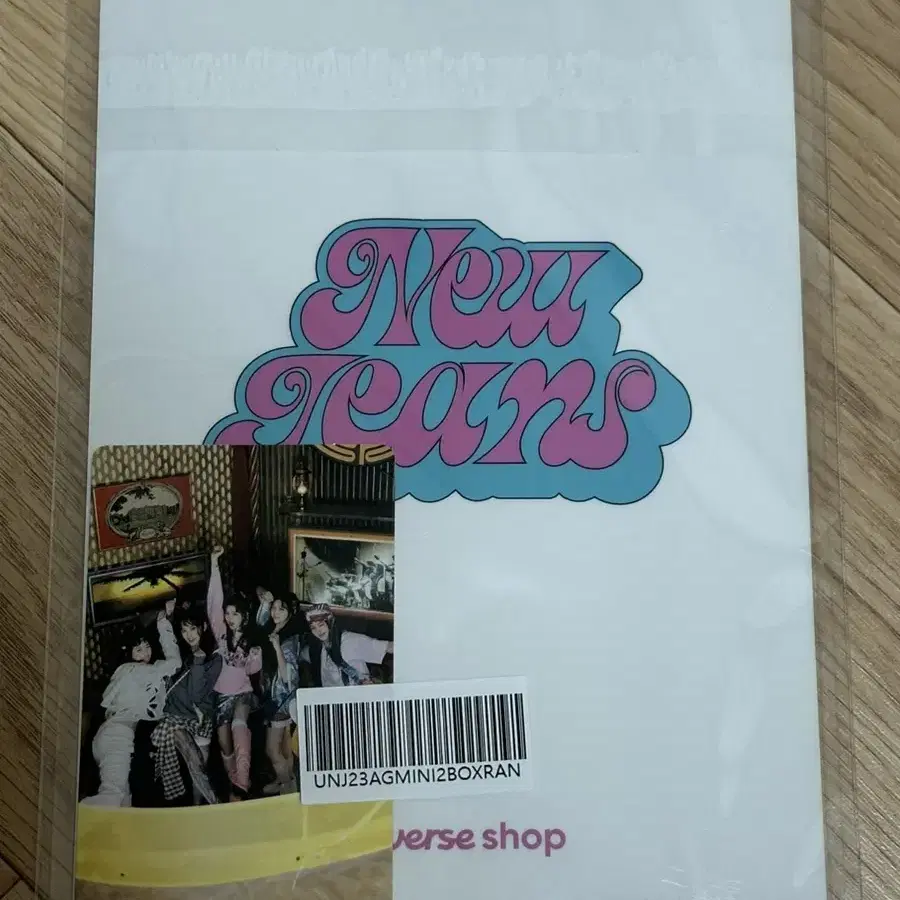 New
Jeans
UNJ23AGMINI2BOXRAN
verse shop